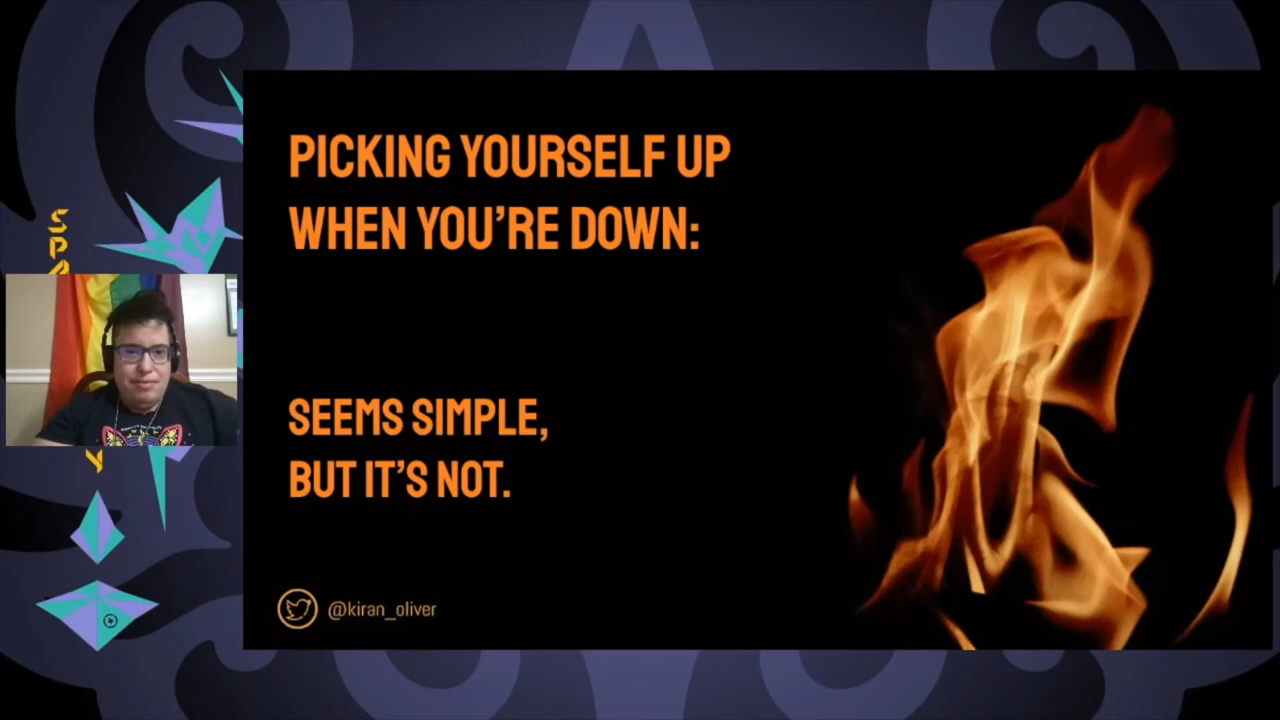 PICKING YOURSELF UP
WHEN YOU'RE DOWN:
SEEMS SIMPLE,
BUT IT'S NOT.
@kiran_oliver